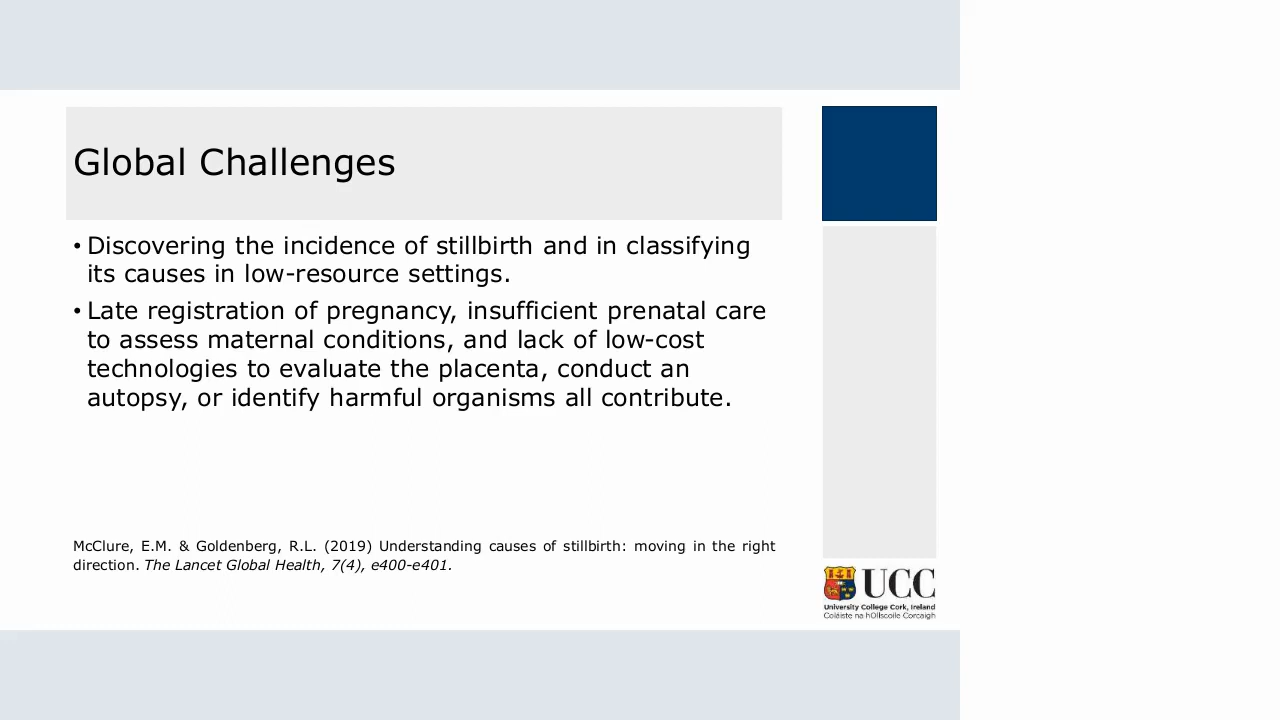 Global Challenges
• Discovering the incidence of stillbirth and in classifying
its causes in low-resource settings.
• Late registration of pregnancy, insufficient prenatal care
to assess maternal conditions, and lack of low-cost
technologies to evaluate the placenta, conduct an
autopsy, or identify harmful organisms all contribute.
McClure, E.M. & Goldenberg, R.L. (2019) Understanding causes of stillbirth: moving in the right
direction. The Lancet Global Health, 7(4), e400-e401.
UCC
University College Cork, Ireland
Coláiste na hOllscoile Corcaigh